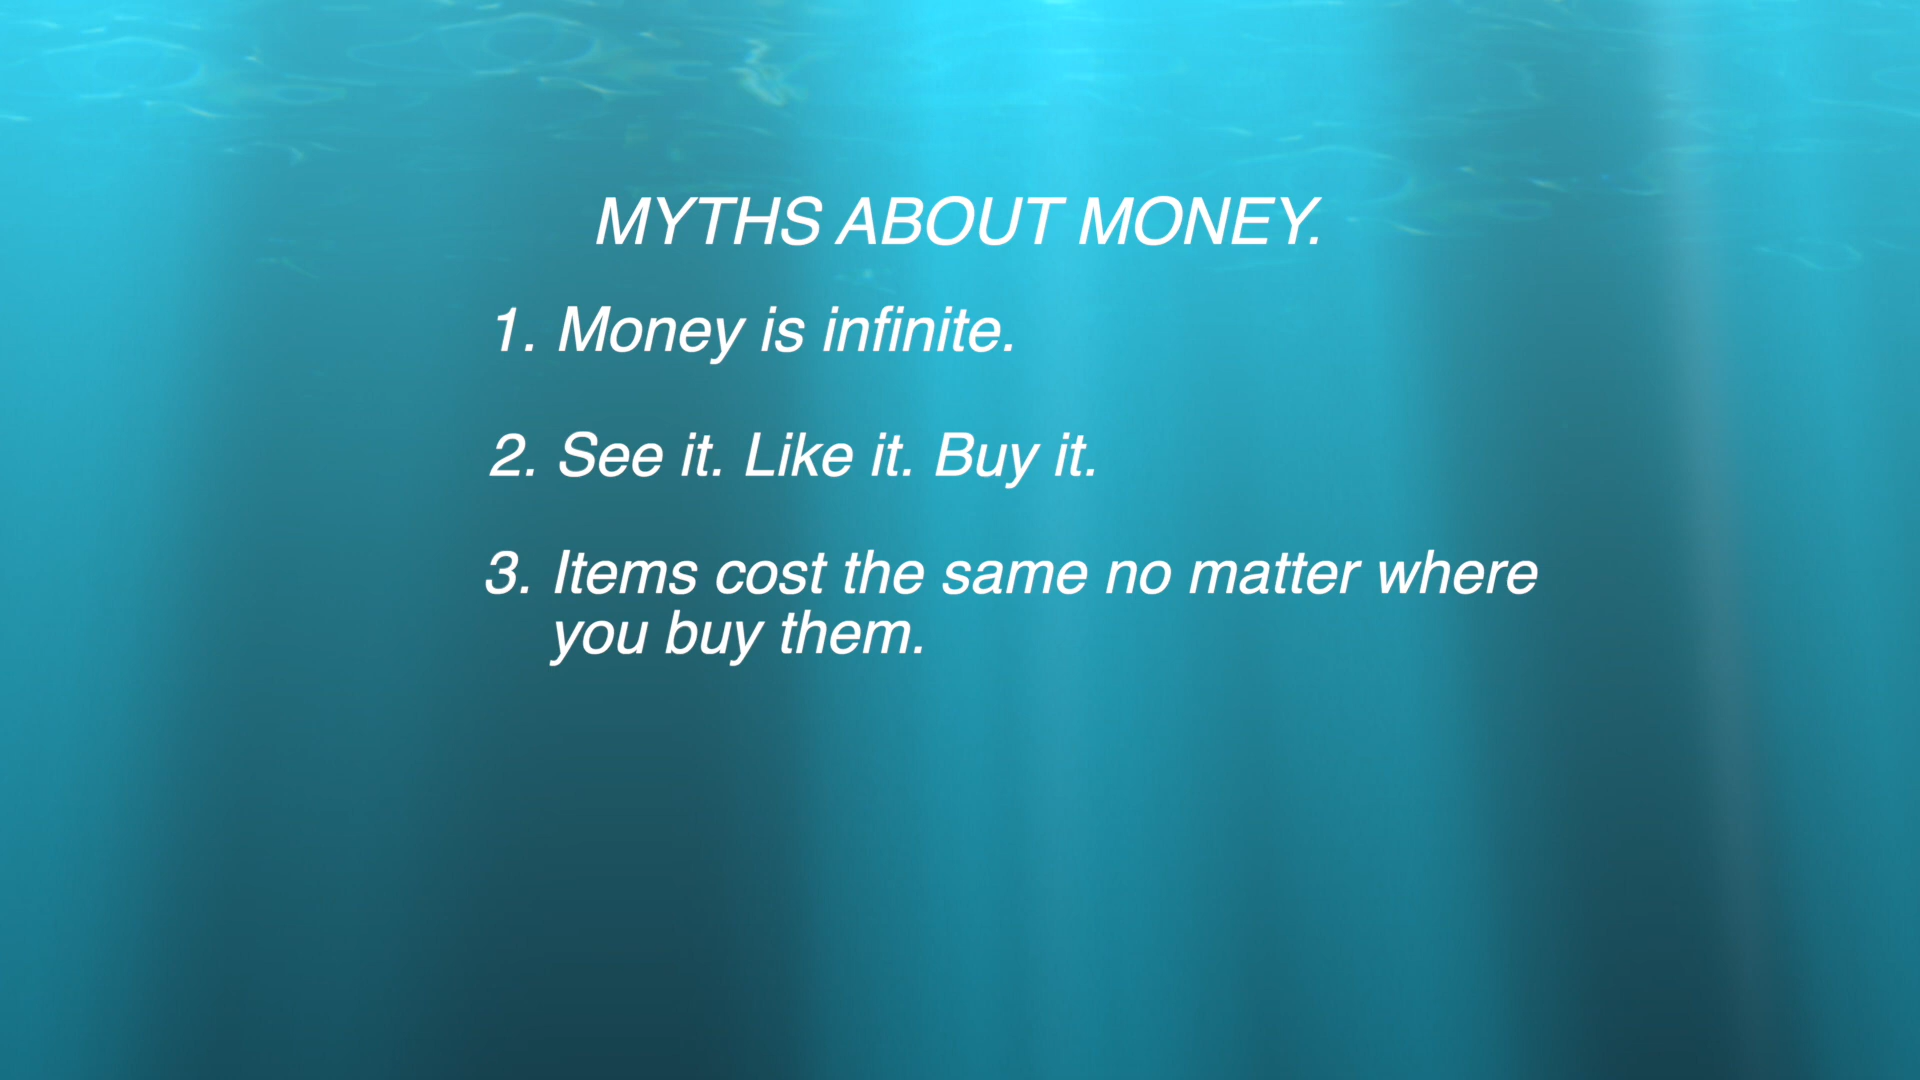 MYTHS ABOUT MONEY.
1. Money is infinite.
2. See it. Like it. Buy it.
3. Items cost the same no matter where
you buy them.